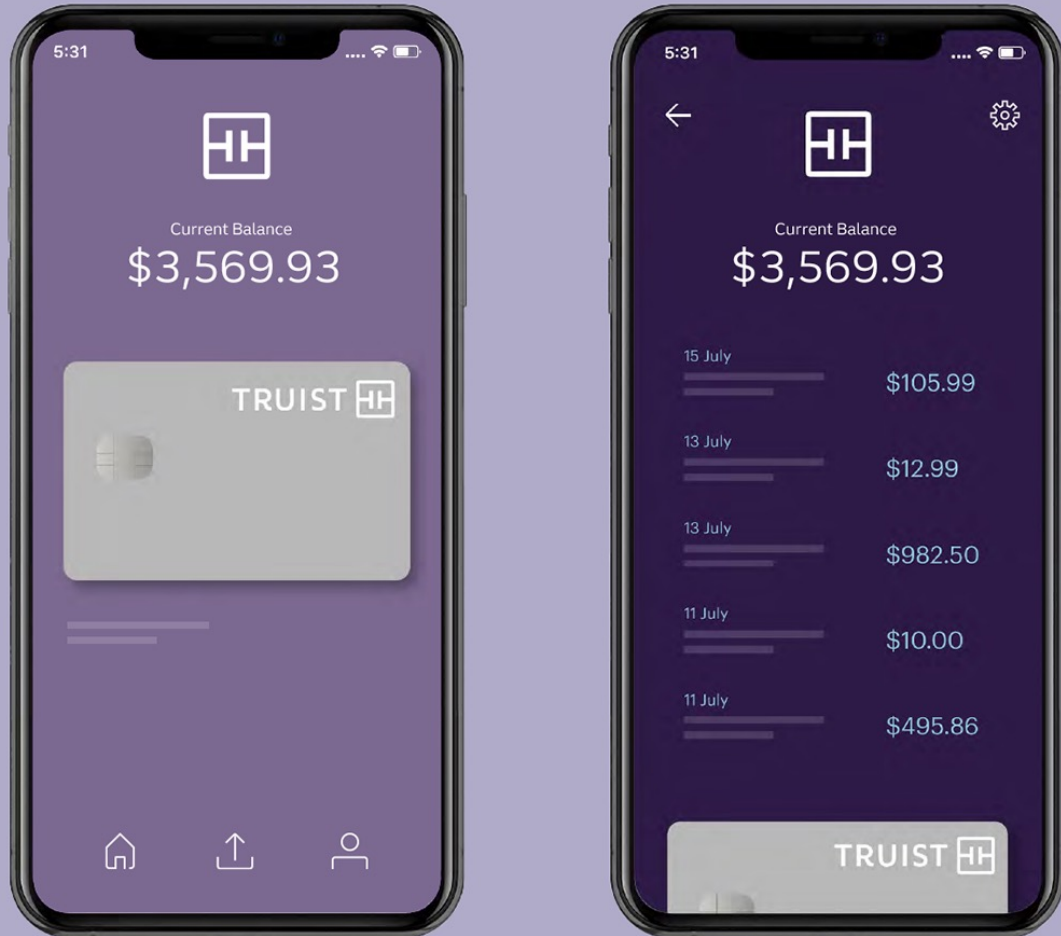 5:31
Current Balance
$3,569.93
TRUIST
5:31
Current Balance
$3,569.93
15 July
$105.99
13 July
$12.99
13 July
$982.50
11 July
$10.00
11 July
$495.86
TRUIST